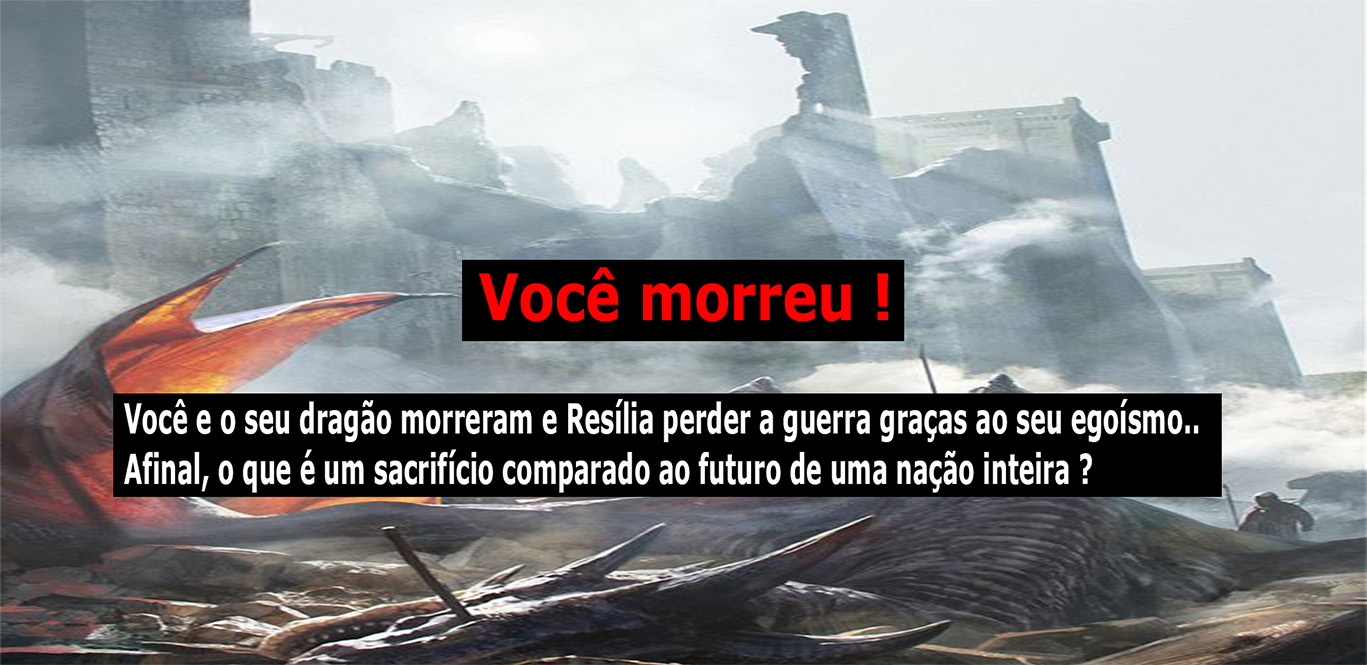 Você morreu !
Você e o seu dragão morreram e Resília perder a guerra graças ao seu egoísmo..
Afinal, o que é um sacrifício comparado ao futuro de uma nação inteira ?